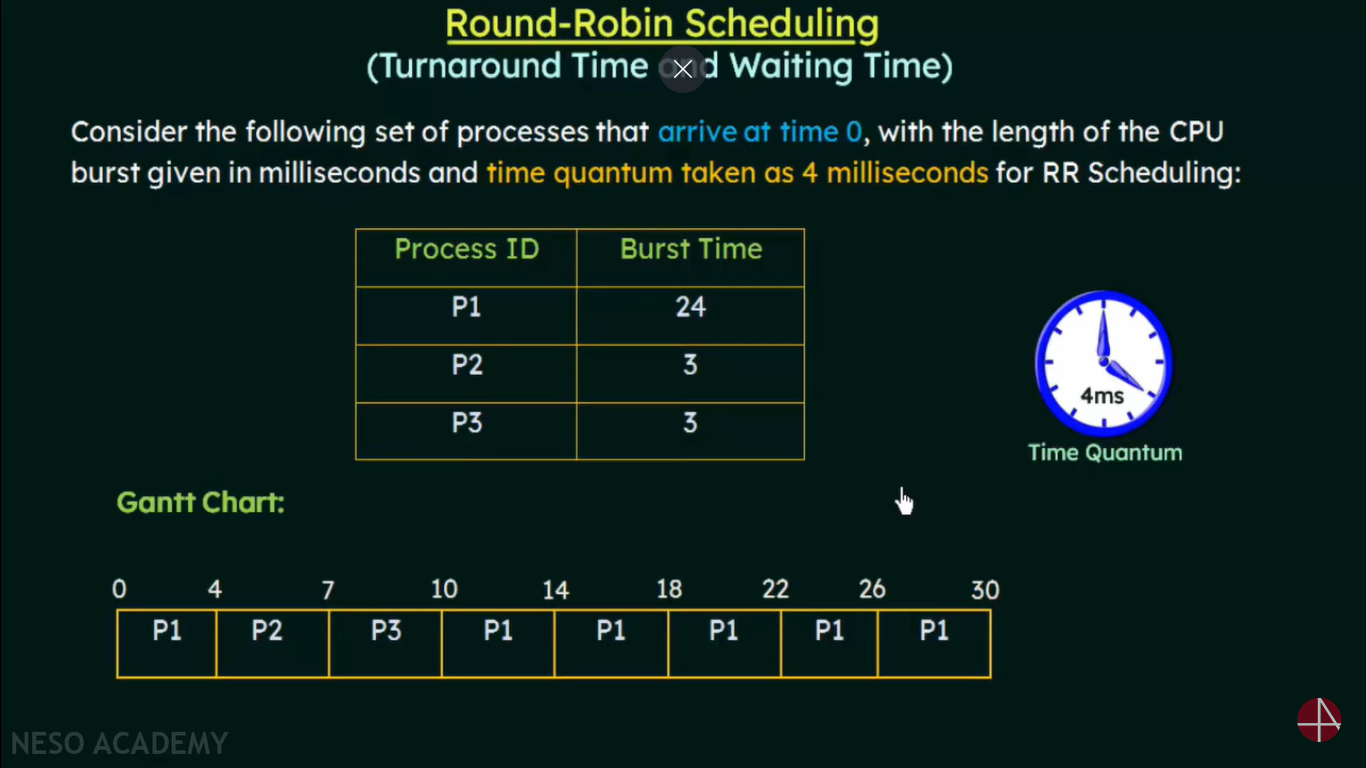 Round-Robin Scheduling
(Turnaround Time and Waiting Time)
Consider the following set of processes that arrive at time 0, with the length of the CPU
burst given in milliseconds and time quantum taken as 4 milliseconds for RR Scheduling:
Process ID Burst Time
P1 24
P2 3
P3 3
4ms
Time Quantum
Gantt Chart:
0 4 7 10 14 18 22 26 30
P1 P2 P3 P1 P1 P1 P1 P1
NESO ACADEMY